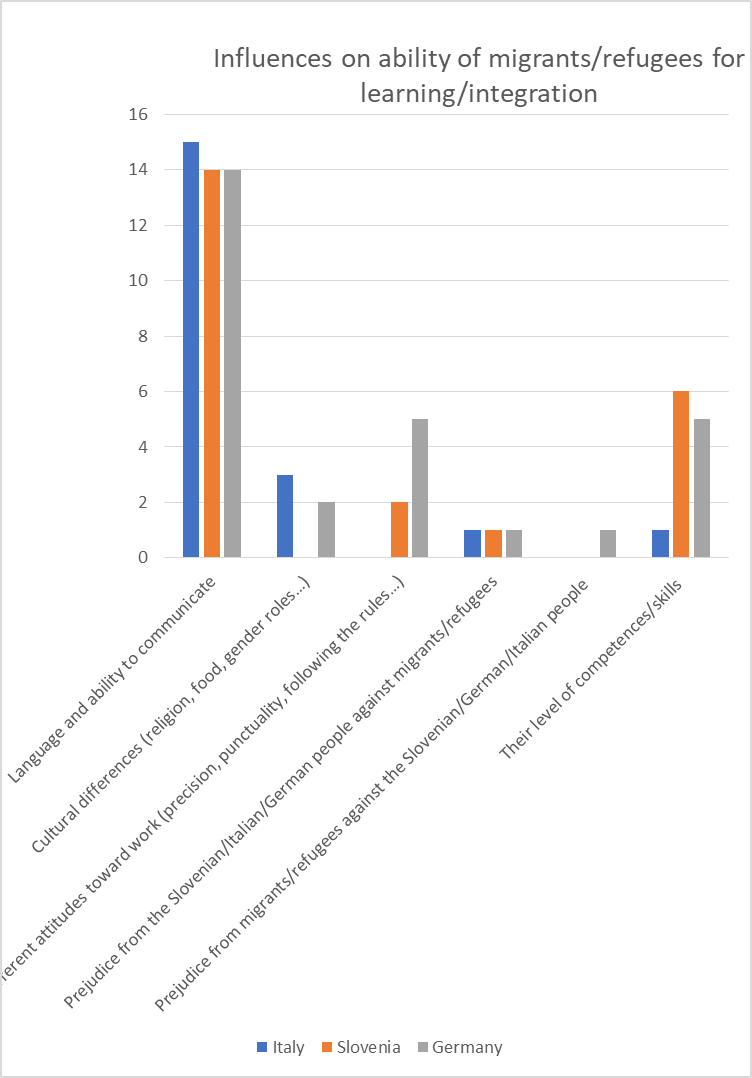 Influences on ability of migrants/refugees for
learning/integration
16
14
12
10
8
6
4
2
0
Language and ability to communicate
Cultural differences (religion, food, gender roles...)
attitudes toward work (precision, punctuality, following the rules...)
Prejudice from the Slovenian/Italian/German people against migrants/refugees
Prejudice from migrants/refugees against the Slovenian/German/Italian people
Their level of competences/skills
Italy
Slovenia
Germany